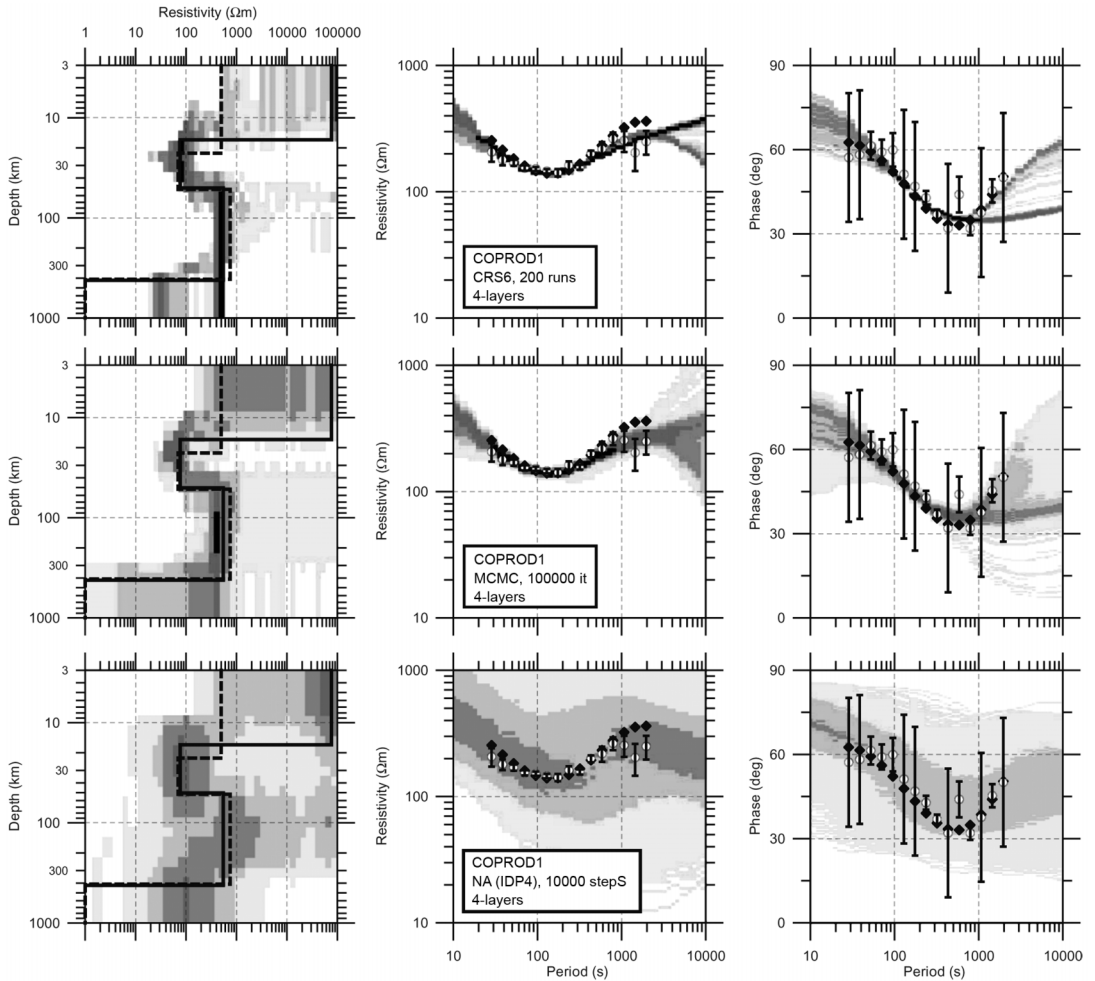 Resistivity (Ωm)
1 10 100 1000 10000 100000
3
10
30
100
300
1000
Depth (km)
1000
100
10
Resistivity (Ωm)
COPROD1
CRS6, 200 runs
4-layers
90
60
30
0
Phase (deg)
3
10
30
100
300
1000
Depth (km)
1000
100
10
Resistivity (Ωm)
COPROD1
MCMC, 100000 it
4-layers
90
60
30
0
Phase (deg)
3
10
30
100
300
1000
Depth (km)
1000
100
10
Resistivity (Ωm)
COPROD1
NA (IDP4), 10000 stepS
4-layers
10 100 1000 10000
Period (s)
90
60
30
0
Phase (deg)
10 100 1000 10000
Period (s)